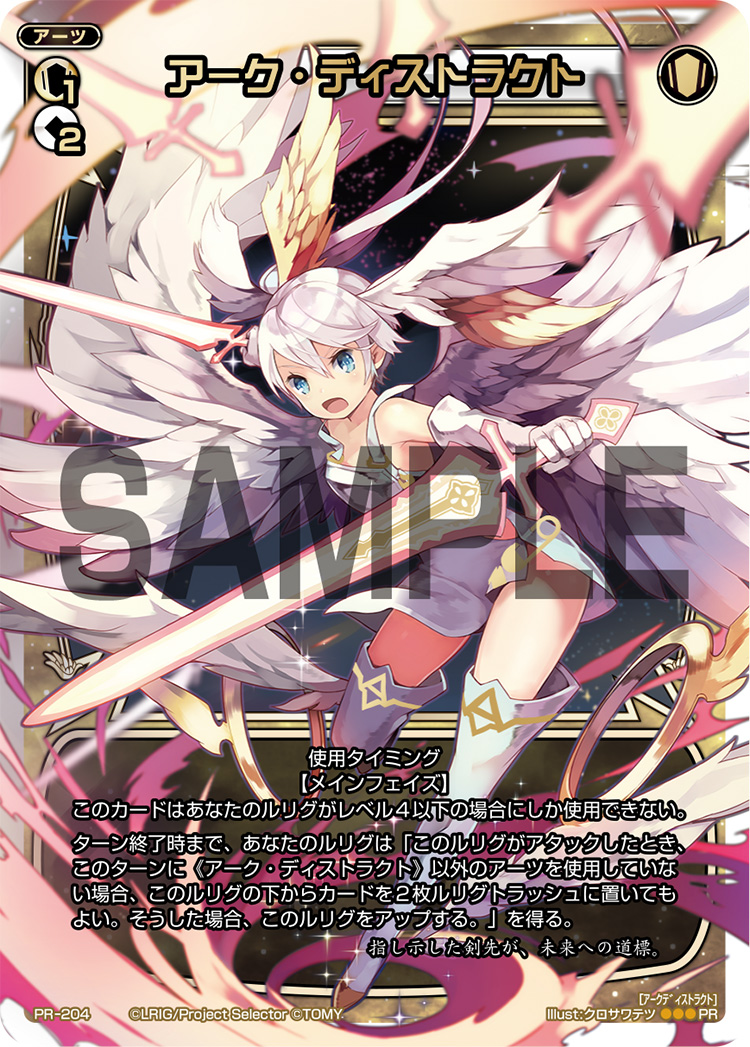 アーツ
アーク・ディストラクト
1
2
SAMPLE
使用タイミング
【メインフェイズ】
このカードはあなたのルリグがレベル4以下の場合にしか使用できない。
ターン終了時まで、あなたのルリグは「このルリグがアタックしたとき、
このターンに《アーク・ディストラクト》以外のアーツを使用していな
い場合、このルリグの下からカードを2枚ルリグトラッシュに置いても
よい。そうした場合、このルリグをアップする。」を得る。
指し示した剣先が、未来への道標。
[アークディストラクト]
PR-204 ©LRIG/Project Selector ©TOMY. Illust:クロサワテツ PR